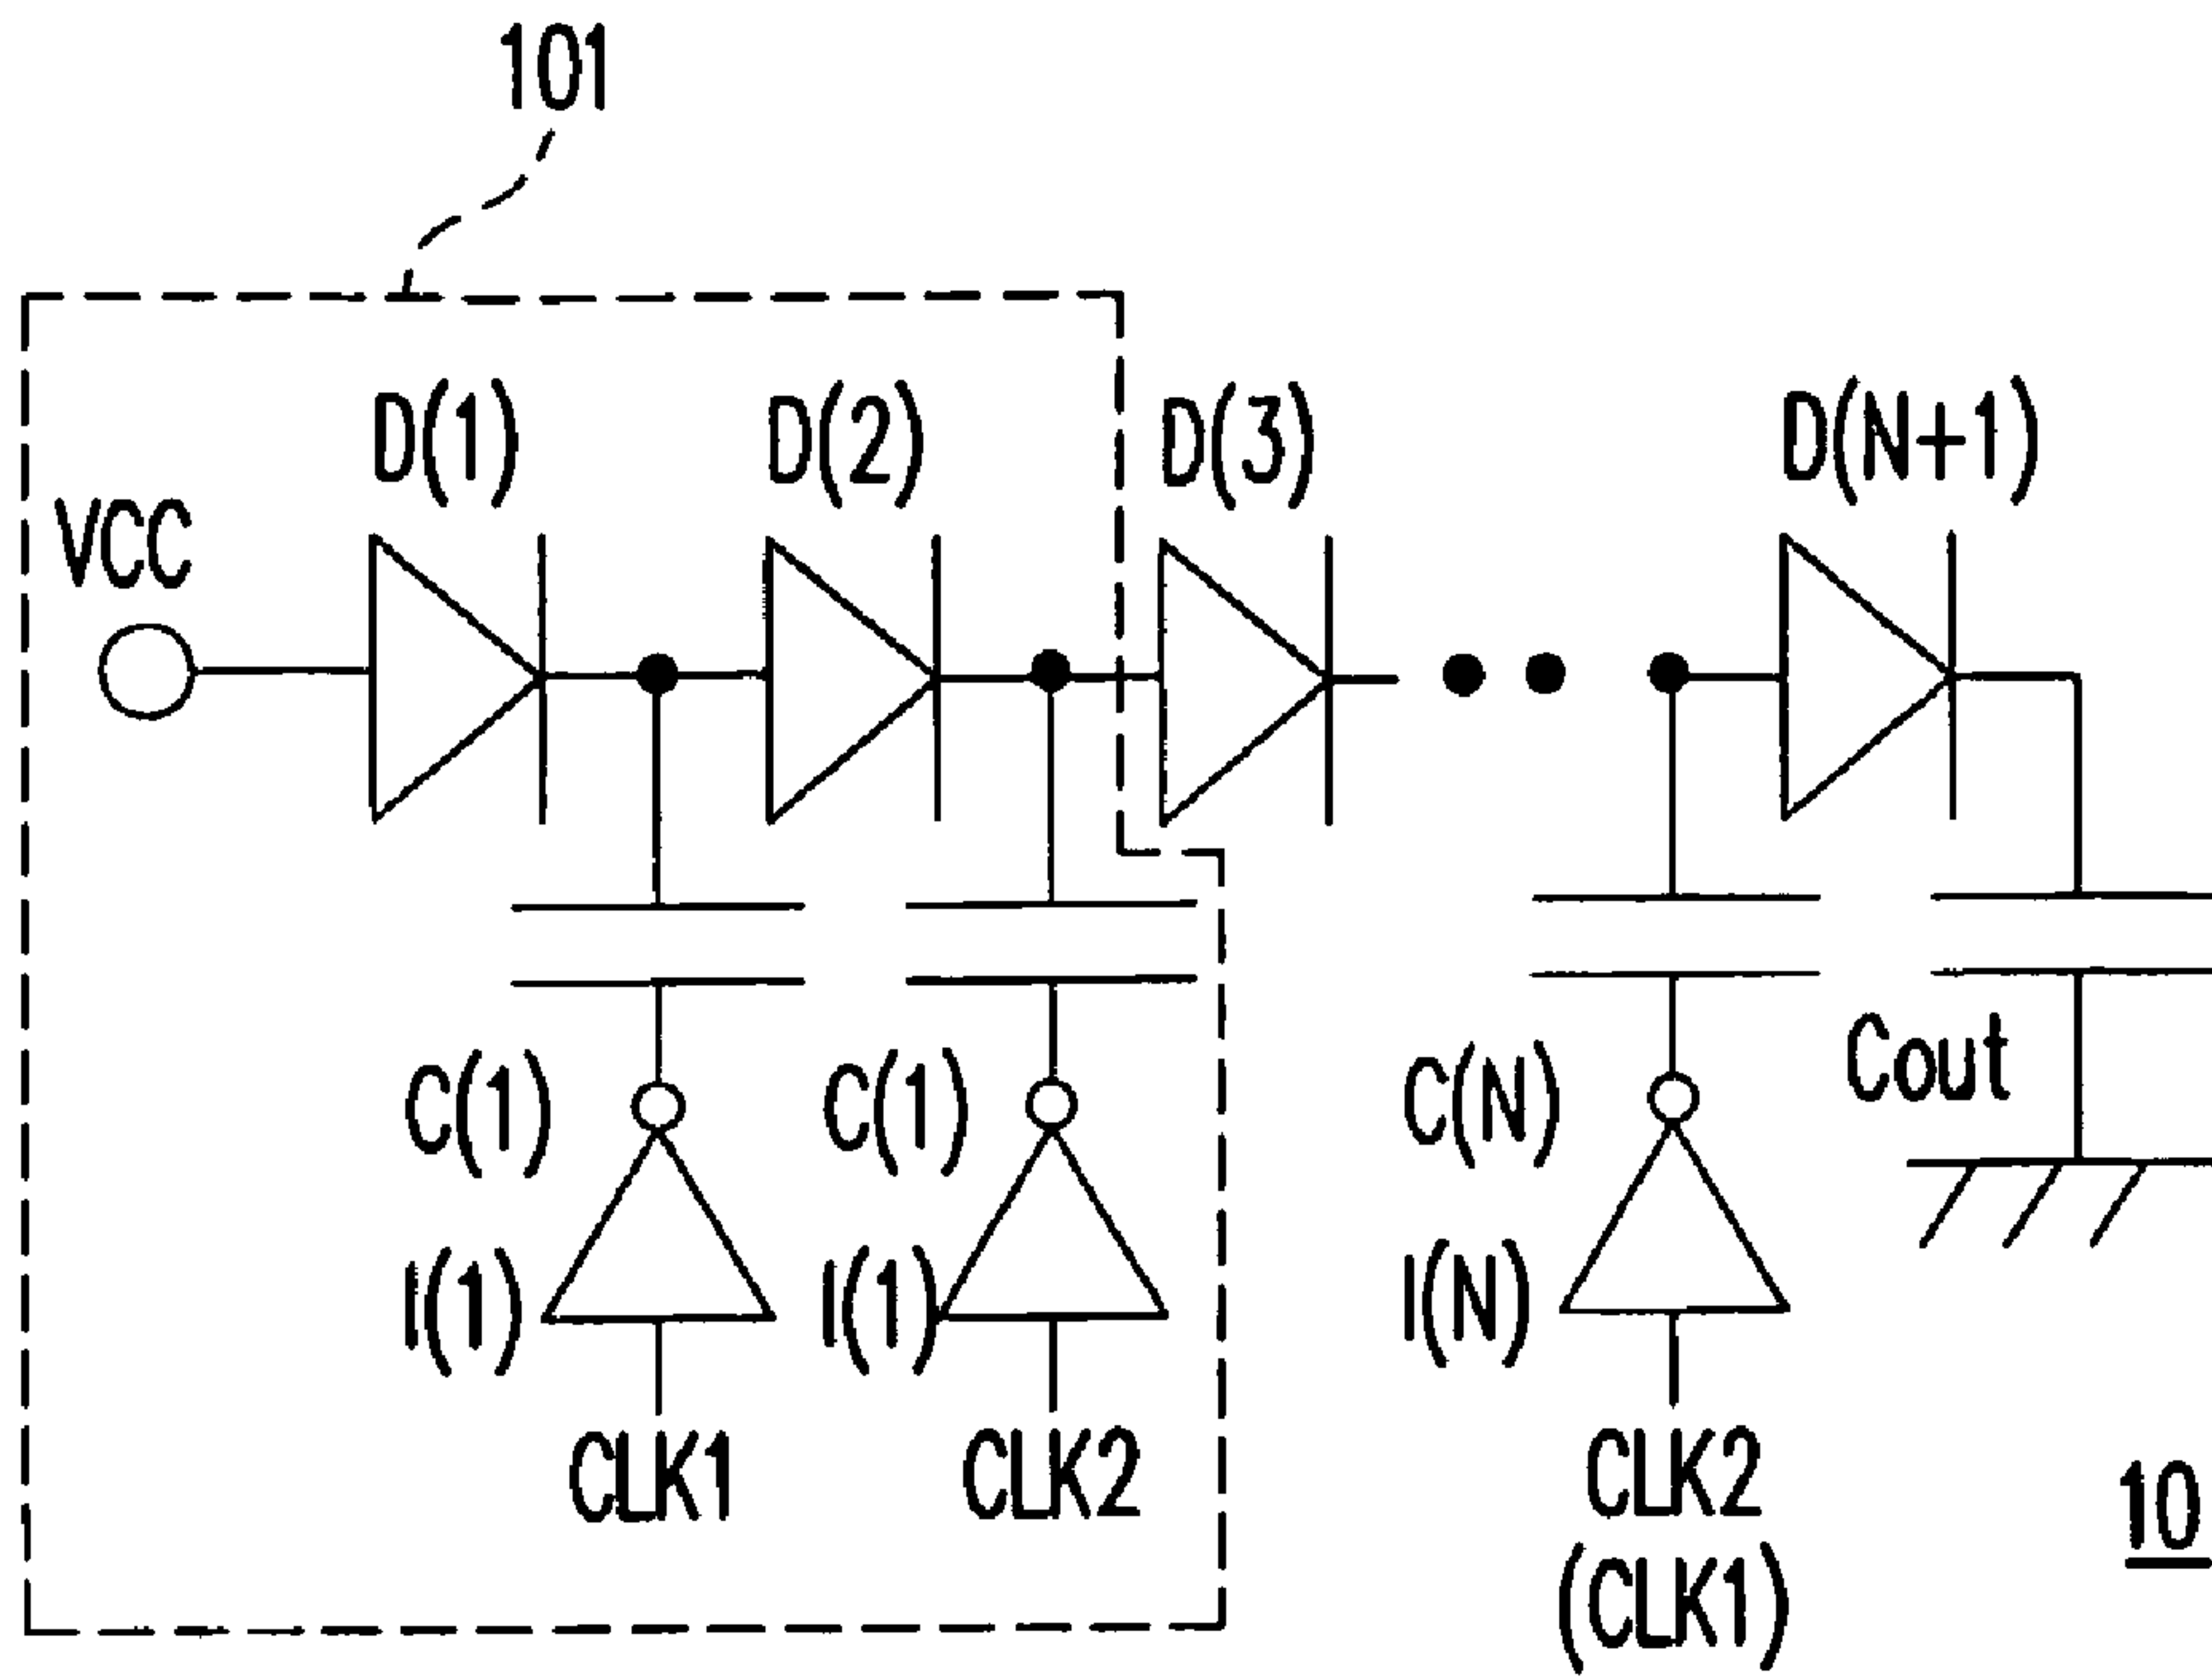 101
D(1)
D(2)
D(3)
D(N+1)
VCC
C(1)
C(1)
C(N)
Cout
I(1)
I(1)
I(N)
CLK1
CLK2
CLK2
(CLK1)
10